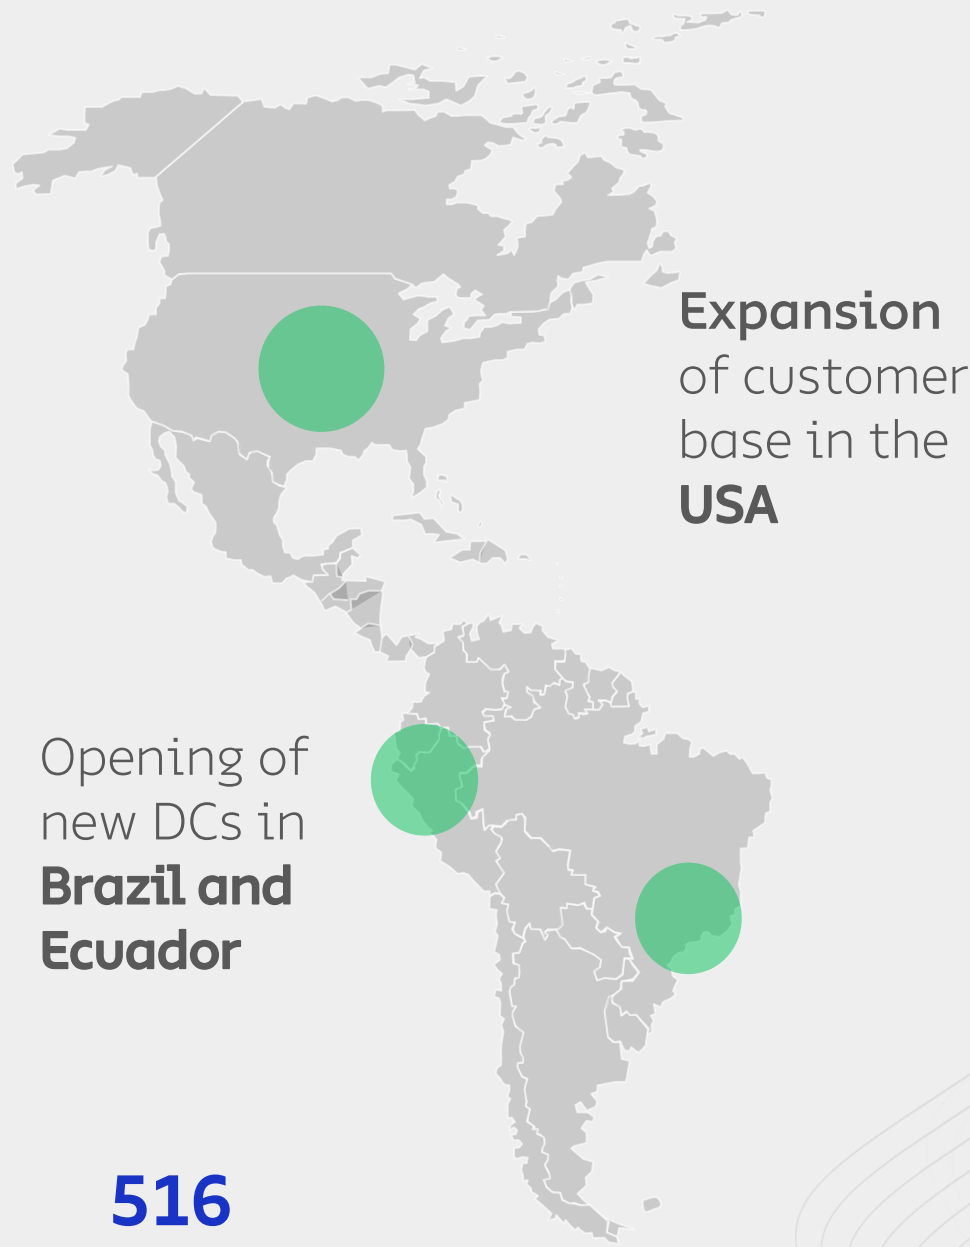 Expansion
of customer
base in the
USA
Opening of
new DCs in
Brazil and
Ecuador
516